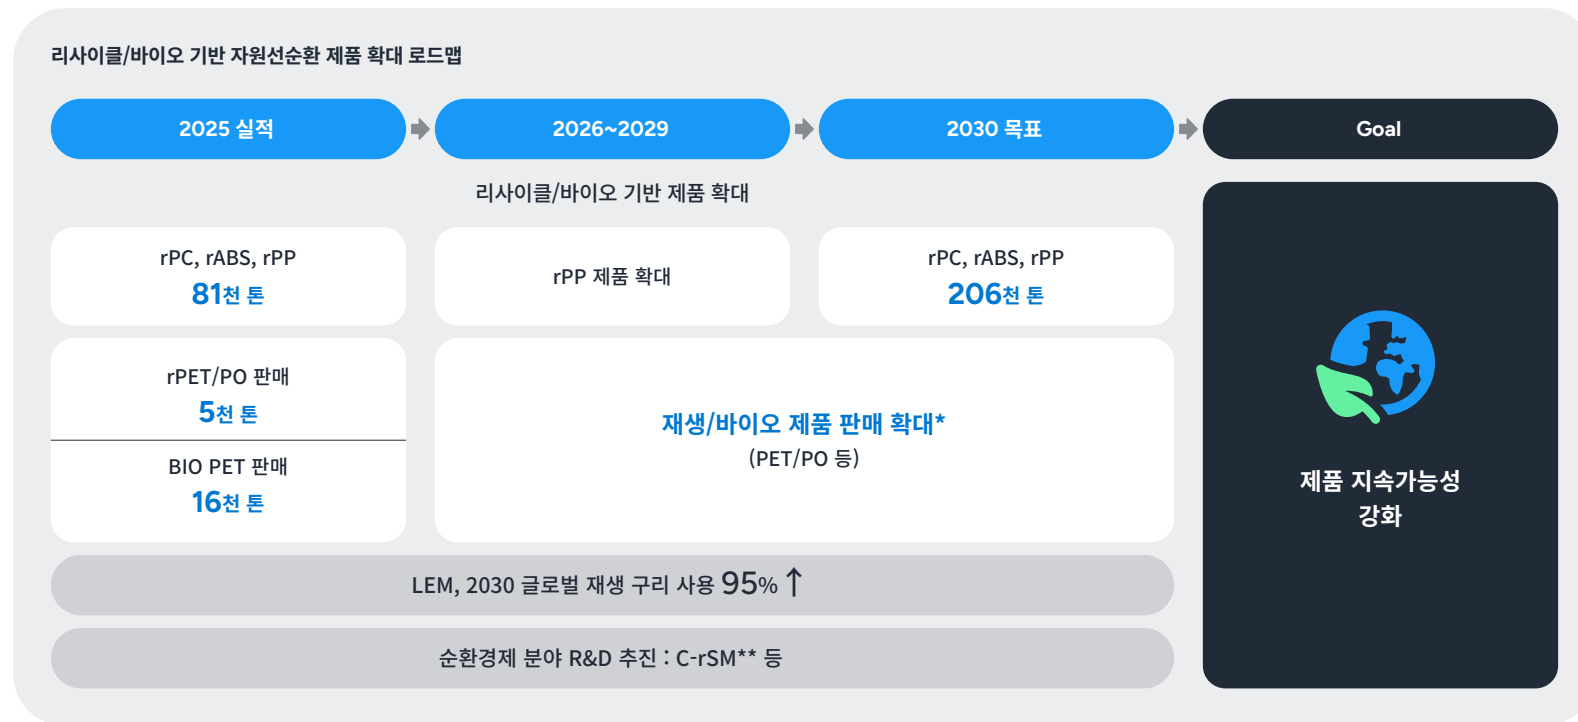 리사이클/바이오 기반 자원선순환 제품 확대 로드맵
2025 실적
2026~2029
2030 목표
Goal
리사이클/바이오 기반 제품 확대
rPC, rABS, rPP
81천 톤
rPP 제품 확대
rPC, rABS, rPP
206천 톤
rPET/PO 판매
5천 톤
BIO PET 판매
16천 톤
재생/바이오 제품 판매 확대*
(PET/PO 등)
LEM, 2030 글로벌 재생 구리 사용 95% ↑
순환경제 분야 R&D 추진 : C-rSM** 등
제품 지속가능성
강화